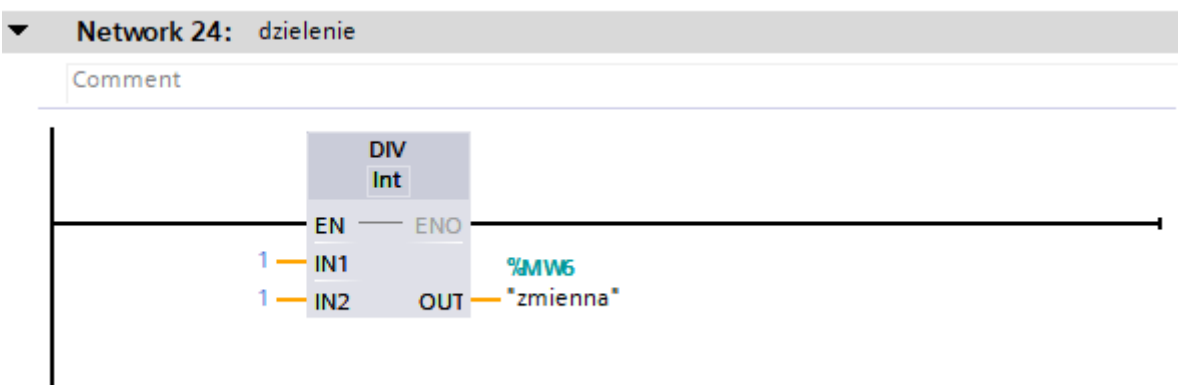 Network 24: dzielenie
Comment
DIV
Int
EN ENO
1 IN1
%MW6
1 IN2 OUT "zmienna"